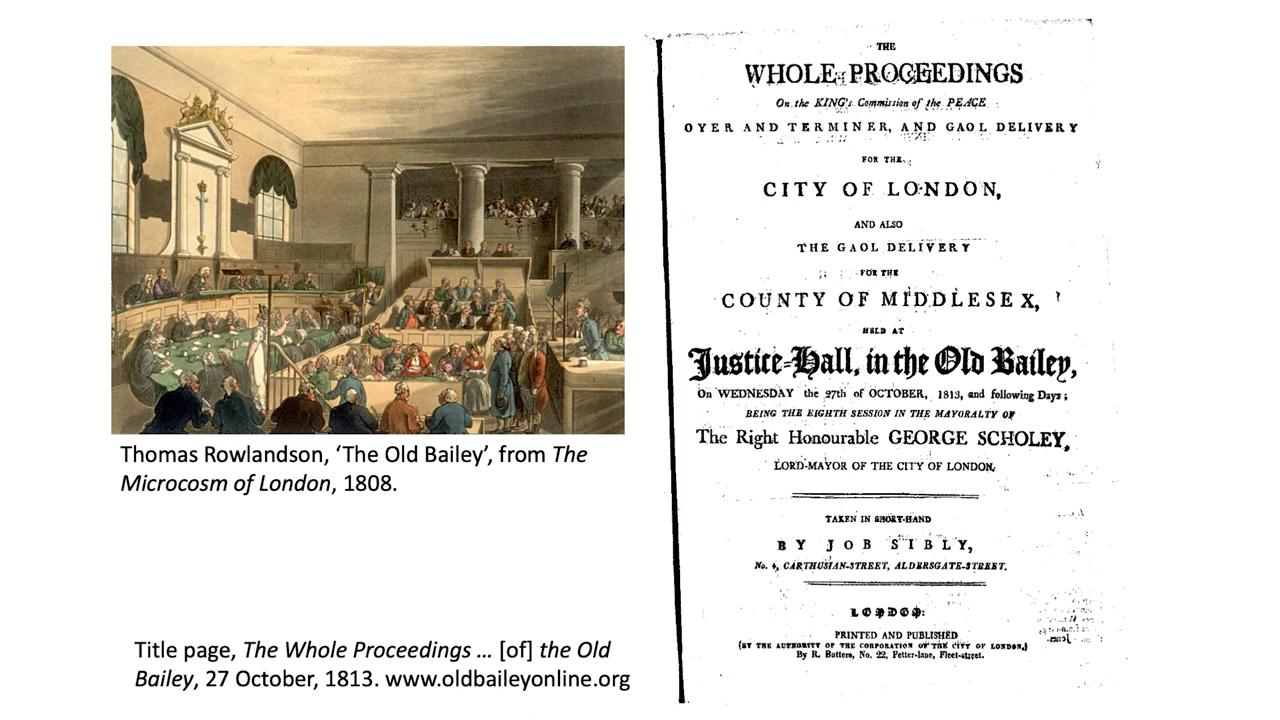 Thomas Rowlandson, ‘The Old Bailey’, from The
Microcosm of London, 1808.
Title page, The Whole Proceedings ... [of] the Old
Bailey, 27 October, 1813. www.oldbaileyonline.org
THE
WHOLE PROCEEDINGS
On the KING's Commission of the PEACE
OYER AND TERMINER, AND GAOL DELIVERY
FOR THE
CITY OF LONDON,
AND ALSO
THE GAOL DELIVERY
FOR THE
COUNTY OF MIDDLESEX,
HELD AT
Justice-Hall, in the Old Bailey,
On WEDNESDAY the 27th of OCTOBER, 1813, and following Days;
BEING THE EIGHTH SESSION IN THE MAYORALTY OF
The Right Honourable GEORGE SCHOLEY,
LORD-MAYOR OF THE CITY OF LONDON.
TAKEN IN SHORT-HAND
BY JOB SIBLY,
No. 4, CARTHUSIAN-STREET, ALDERSGATE-STREET.
LONDON:
PRINTED AND PUBLISHED
(BY THE AUTHORITY OF THE CORPORATION OF THE CITY OF LONDON,)
By R. Butters, No. 22, Fetter-lane, Fleet-street.